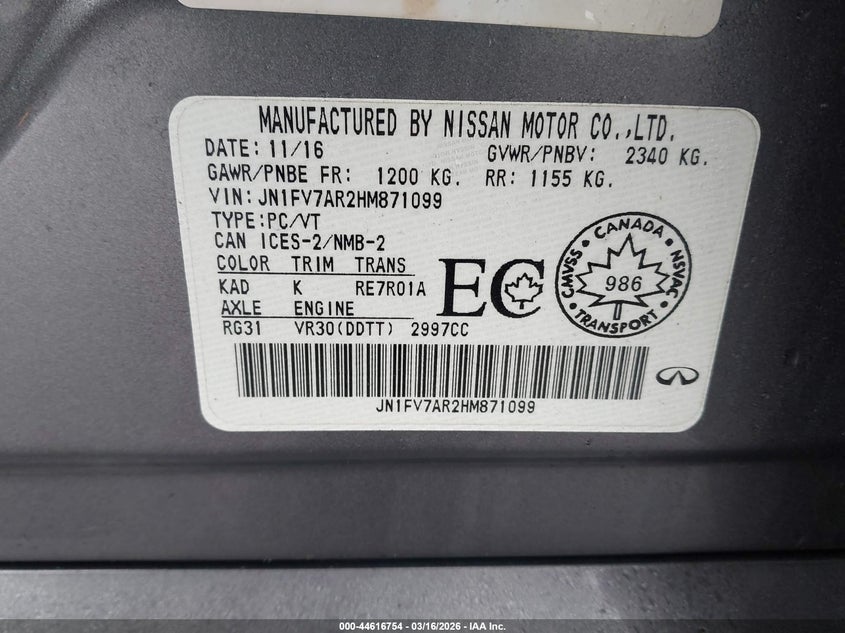 MANUFACTURED BY NISSAN MOTOR CO.,LTD.
DATE: 11/16 GVWR/PNBV: 2340 KG.
GAWR/PNBE FR: 1200 KG. RR: 1155 KG.
VIN: JN1FV7AR2HM871099
TYPE:PC/VT
CAN ICES-2/NMB-2
COLOR TRIM TRANS
KAD K RE7R01A
AXLE ENGINE
RG31 VR30(DDTT) 2997CC
EC
CANADA
CMVSS · NSVAC
986
TRANSPORT
JN1FV7AR2HM871099
000-44616754 | 03/16/2026 - IAA Inc.